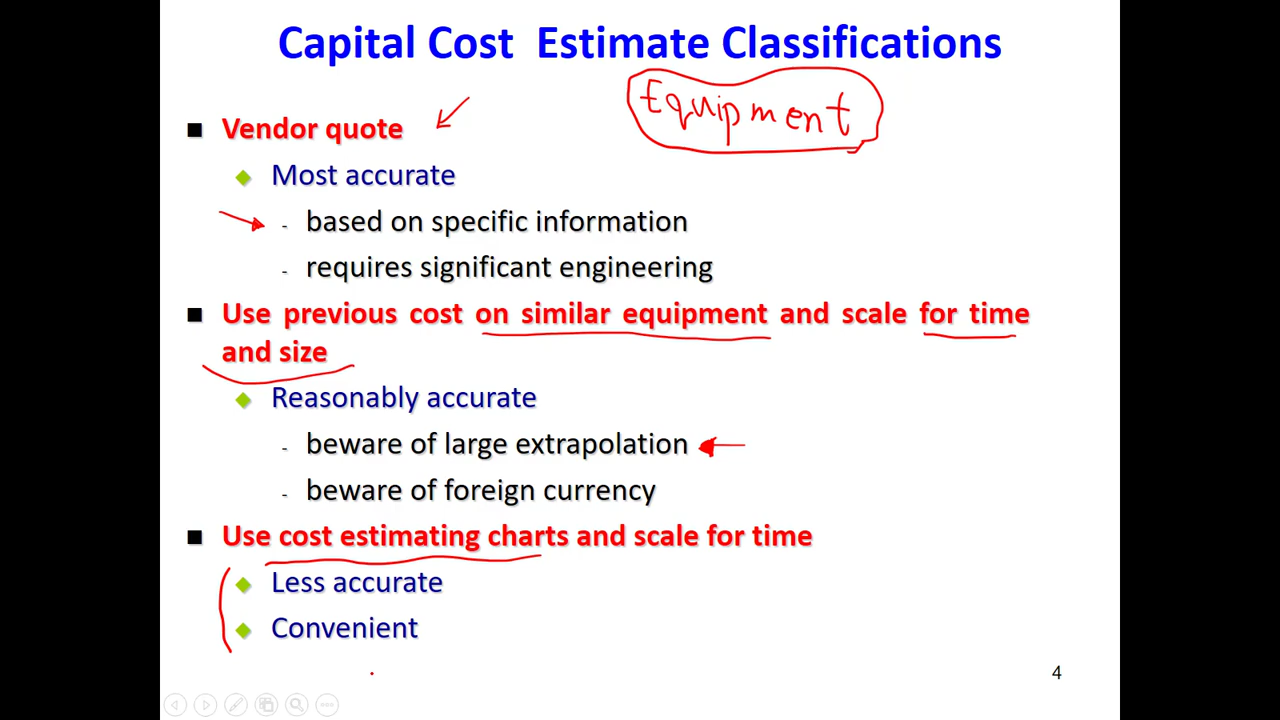 Capital Cost Estimate Classifications
Equipment
■ Vendor quote
◆ Most accurate
- based on specific information
- requires significant engineering
■ Use previous cost on similar equipment and scale for time
and size
◆ Reasonably accurate
- beware of large extrapolation
- beware of foreign currency
■ Use cost estimating charts and scale for time
◆ Less accurate
◆ Convenient
4